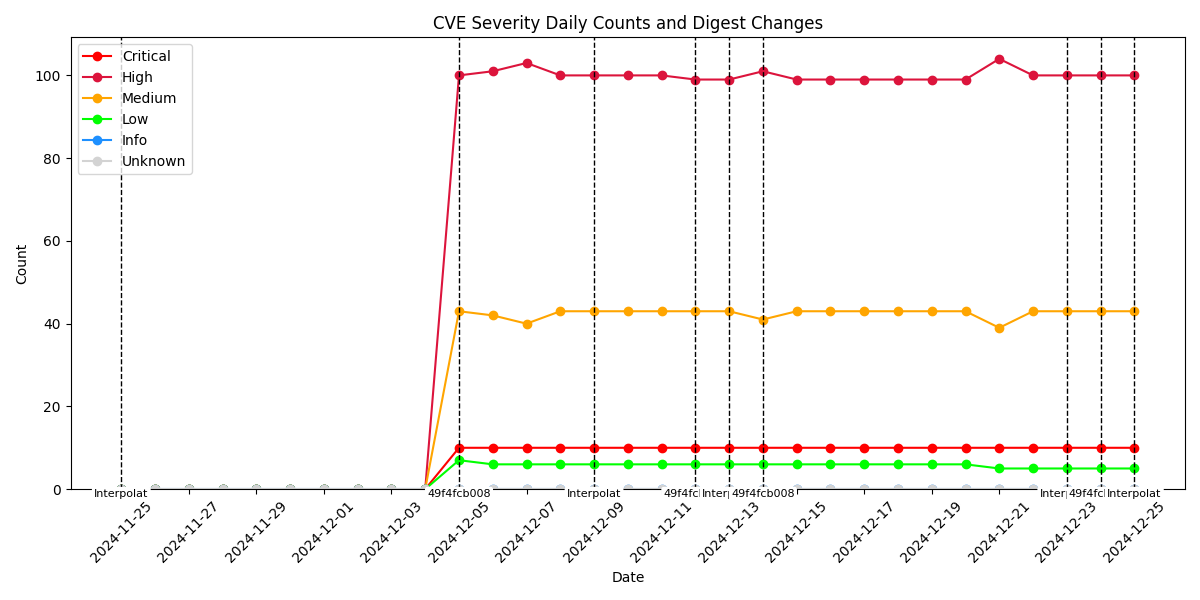 CVE Severity Daily Counts and Digest Changes
Critical
High
Medium
Low
Info
Unknown
Count
100
80
60
40
20
0
Interpolat
49f4fcb008
Interpolat
49f4fc
Inter
49f4fcb008
Inter
49f4fc
Interpolat
2024-11-25
2024-11-27
2024-11-29
2024-12-01
2024-12-03
2024-12-05
2024-12-07
2024-12-09
2024-12-11
2024-12-13
2024-12-15
2024-12-17
2024-12-19
2024-12-21
2024-12-23
2024-12-25
Date